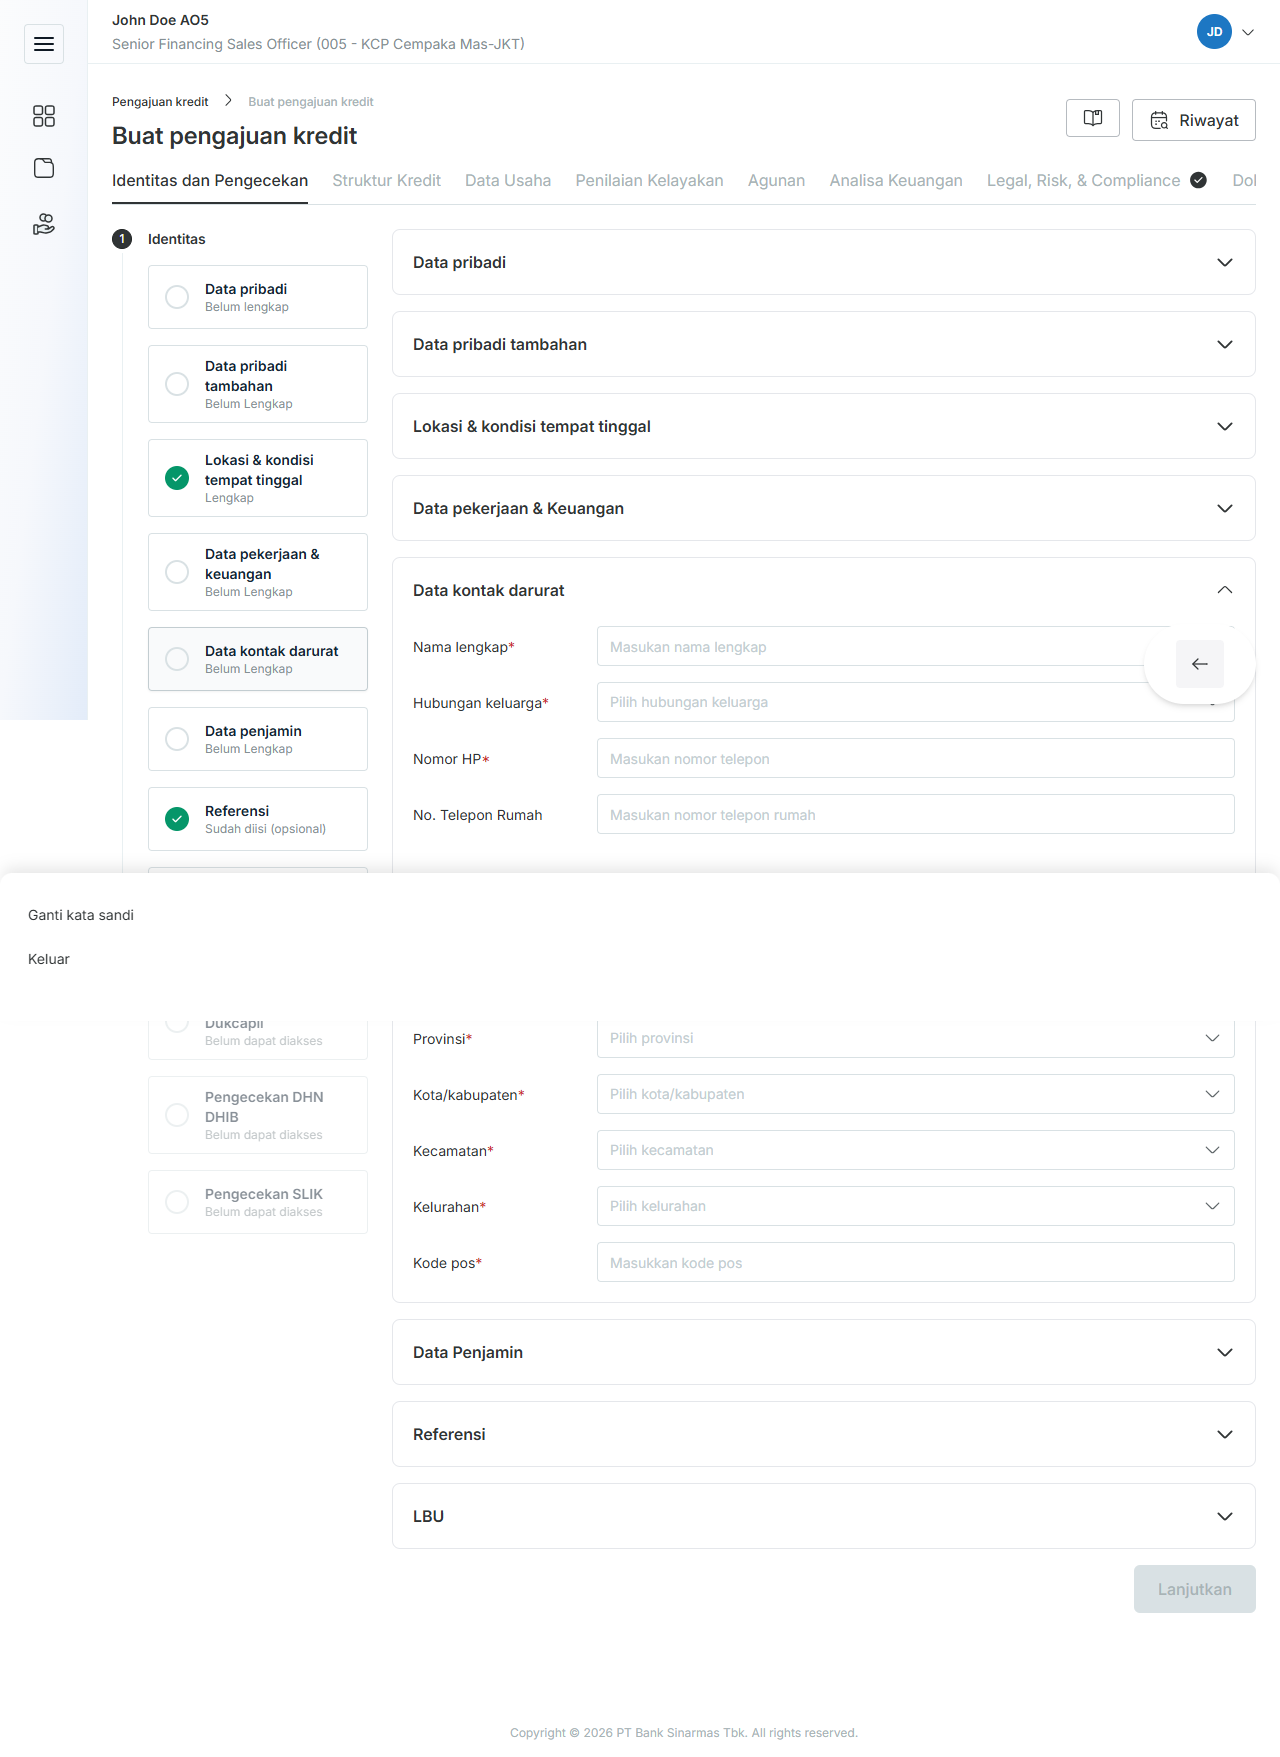 John Doe AO5
Senior Financing Sales Officer (005 - KCP Cempaka Mas-JKT)
JD
Pengajuan kredit
Buat pengajuan kredit
Buat pengajuan kredit
Riwayat
Identitas dan Pengecekan
Struktur Kredit
Data Usaha
Penilaian Kelayakan
Agunan
Analisa Keuangan
Legal, Risk, & Compliance
Dol
1
Identitas
Data pribadi
Belum lengkap
Data pribadi
tambahan
Belum Lengkap
Lokasi & kondisi
tempat tinggal
Lengkap
Data pekerjaan &
keuangan
Belum Lengkap
Data kontak darurat
Belum Lengkap
Data penjamin
Belum Lengkap
Referensi
Sudah diisi (opsional)
Data pribadi
Data pribadi tambahan
Lokasi & kondisi tempat tinggal
Data pekerjaan & Keuangan
Data kontak darurat
Nama lengkap*
Masukan nama lengkap
Hubungan keluarga*
Pilih hubungan keluarga
Nomor HP*
Masukan nomor telepon
No. Telepon Rumah
Masukan nomor telepon rumah
Ganti kata sandi
Keluar
Dukcapil
Belum dapat diakses
Pengecekan DHN
DHIB
Belum dapat diakses
Pengecekan SLIK
Belum dapat diakses
Provinsi*
Pilih provinsi
Kota/kabupaten*
Pilih kota/kabupaten
Kecamatan*
Pilih kecamatan
Kelurahan*
Pilih kelurahan
Kode pos*
Masukkan kode pos
Data Penjamin
Referensi
LBU
Lanjutkan
Copyright © 2026 PT Bank Sinarmas Tbk. All rights reserved.